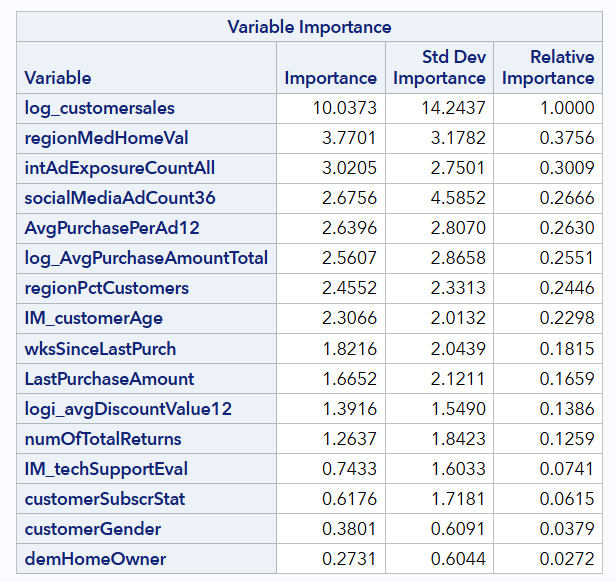 Variable Importance
Variable Importance Std Dev Importance Relative Importance
log_customersales 10.0373 14.2437 1.0000
regionMedHomeVal 3.7701 3.1782 0.3756
intAdExposureCountAll 3.0205 2.7501 0.3009
socialMediaAdCount36 2.6756 4.5852 0.2666
AvgPurchasePerAd12 2.6396 2.8070 0.2630
log_AvgPurchaseAmountTotal 2.5607 2.8658 0.2551
regionPctCustomers 2.4552 2.3313 0.2446
IM_customerAge 2.3066 2.0132 0.2298
wksSinceLastPurch 1.8216 2.0439 0.1815
LastPurchaseAmount 1.6652 2.1211 0.1659
logi_avgDiscountValue12 1.3916 1.5490 0.1386
numOfTotalReturns 1.2637 1.8423 0.1259
IM_techSupportEval 0.7433 1.6033 0.0741
customerSubscrStat 0.6176 1.7181 0.0615
customerGender 0.3801 0.6091 0.0379
demHomeOwner 0.2731 0.6044 0.0272